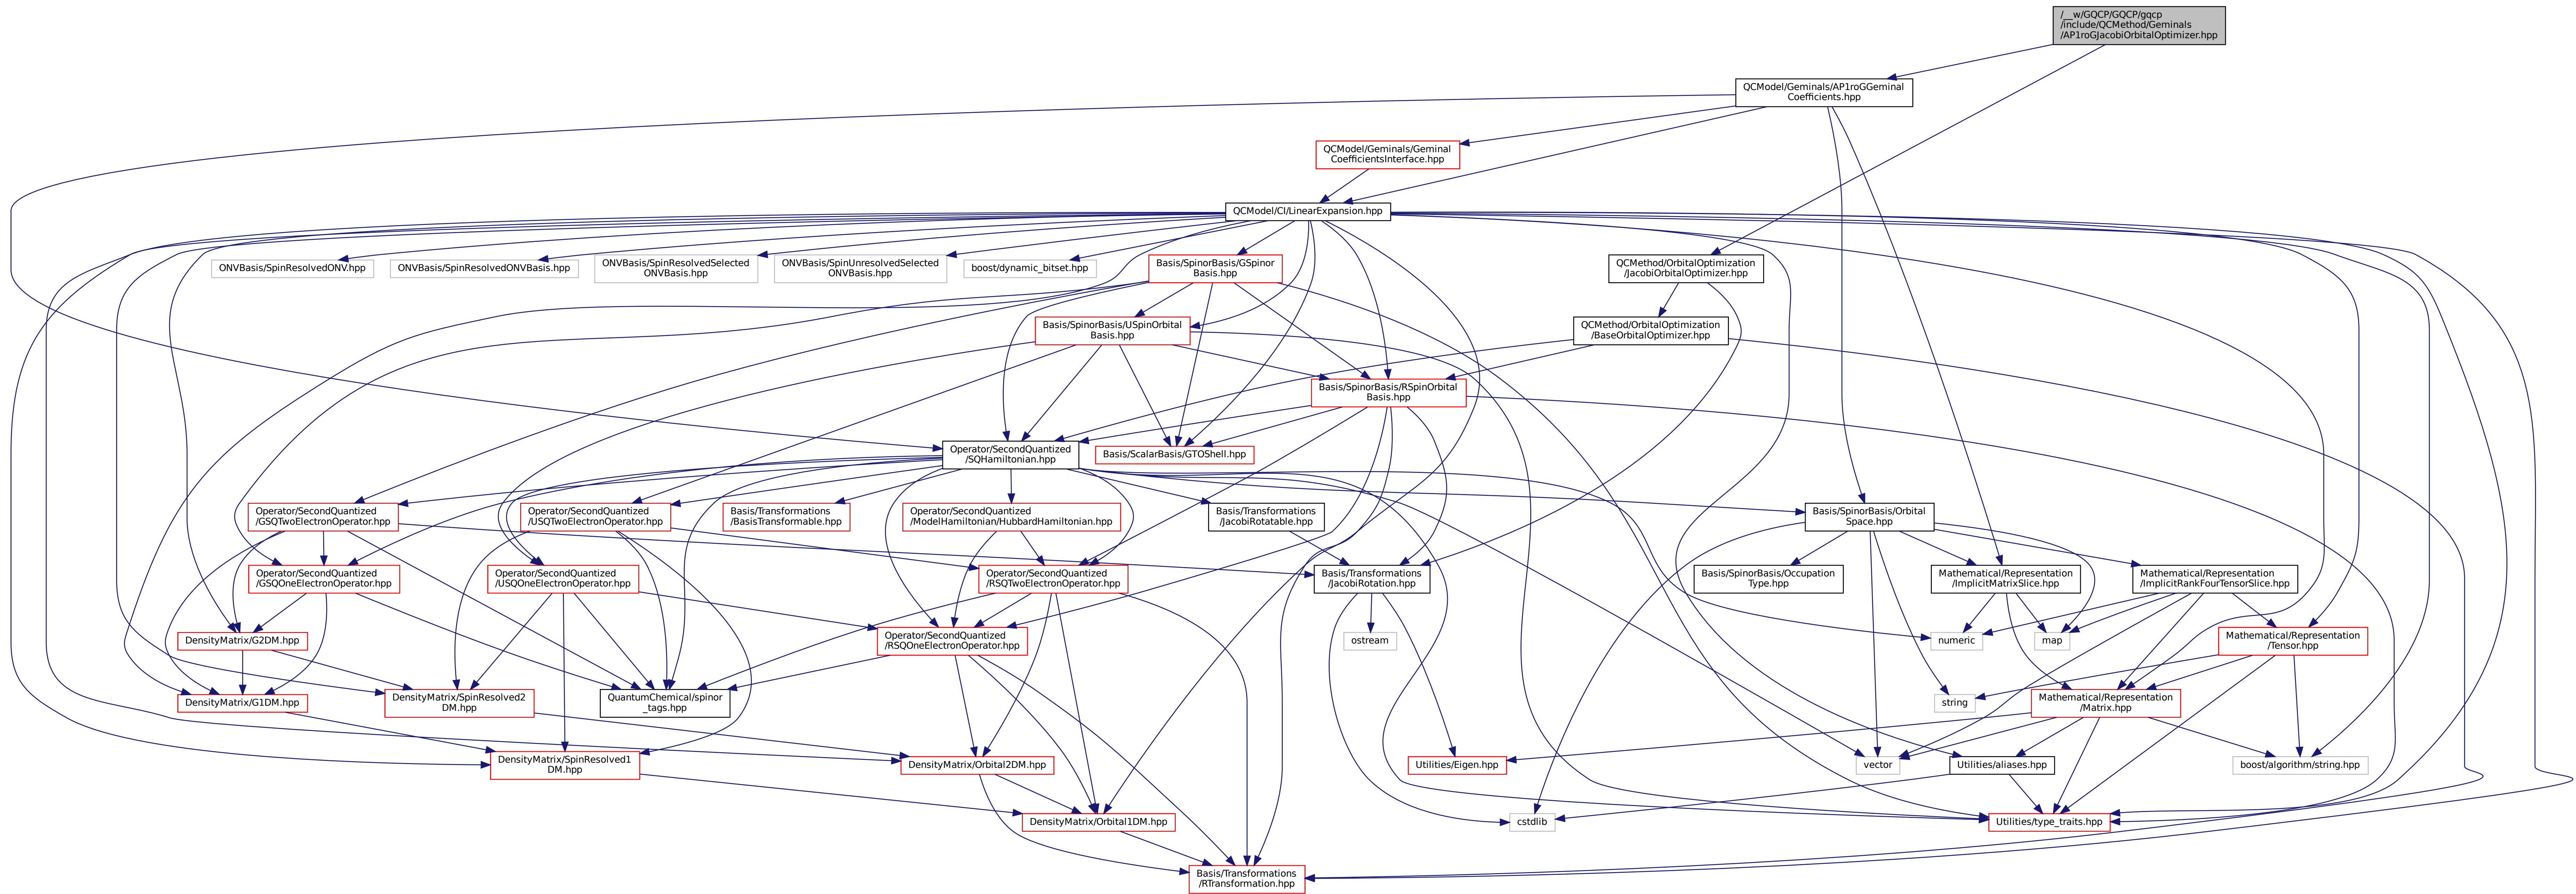 /__w/GQCP/GQCP/gqcp
/include/QCMethod/Geminals
/AP1roGJacobiOrbitalOptimizer.hpp
QCModel/Geminals/AP1roGGeminal
Coefficients.hpp
QCModel/Geminals/Geminal
CoefficientsInterface.hpp
QCModel/CI/LinearExpansion.hpp
ONVBasis/SpinResolvedONV.hpp
ONVBasis/SpinResolvedONVBasis.hpp
ONVBasis/SpinResolvedSelected
ONVBasis.hpp
ONVBasis/SpinUnresolvedSelected
ONVBasis.hpp
boost/dynamic_bitset.hpp
Basis/SpinorBasis/GSpinor
Basis.hpp
QCMethod/OrbitalOptimization
/JacobiOrbitalOptimizer.hpp
Basis/SpinorBasis/USpinOrbital
Basis.hpp
QCMethod/OrbitalOptimization
/BaseOrbitalOptimizer.hpp
Basis/SpinorBasis/RSpinOrbital
Basis.hpp
Operator/SecondQuantized
/SQHamiltonian.hpp
Basis/ScalarBasis/GTOShell.hpp
Operator/SecondQuantized
/GSQTwoElectronOperator.hpp
Operator/SecondQuantized
/USQTwoElectronOperator.hpp
Basis/Transformations
/BasisTransformable.hpp
Operator/SecondQuantized
/ModelHamiltonian/HubbardHamiltonian.hpp
Basis/Transformations
/JacobiRotatable.hpp
Basis/SpinorBasis/Orbital
Space.hpp
Operator/SecondQuantized
/GSQOneElectronOperator.hpp
Operator/SecondQuantized
/USQOneElectronOperator.hpp
Operator/SecondQuantized
/RSQTwoElectronOperator.hpp
Basis/Transformations
/JacobiRotation.hpp
Basis/SpinorBasis/Occupation
Type.hpp
Mathematical/Representation
/ImplicitMatrixSlice.hpp
Mathematical/Representation
/ImplicitRankFourTensorSlice.hpp
DensityMatrix/G2DM.hpp
Operator/SecondQuantized
/RSQOneElectronOperator.hpp
ostream
numeric
map
Mathematical/Representation
/Tensor.hpp
DensityMatrix/G1DM.hpp
DensityMatrix/SpinResolved2
DM.hpp
QuantumChemical/spinor
_tags.hpp
string
Mathematical/Representation
/Matrix.hpp
DensityMatrix/SpinResolved1
DM.hpp
DensityMatrix/Orbital2DM.hpp
Utilities/Eigen.hpp
vector
Utilities/aliases.hpp
boost/algorithm/string.hpp
DensityMatrix/Orbital1DM.hpp
cstdlib
Utilities/type_traits.hpp
Basis/Transformations
/RTransformation.hpp